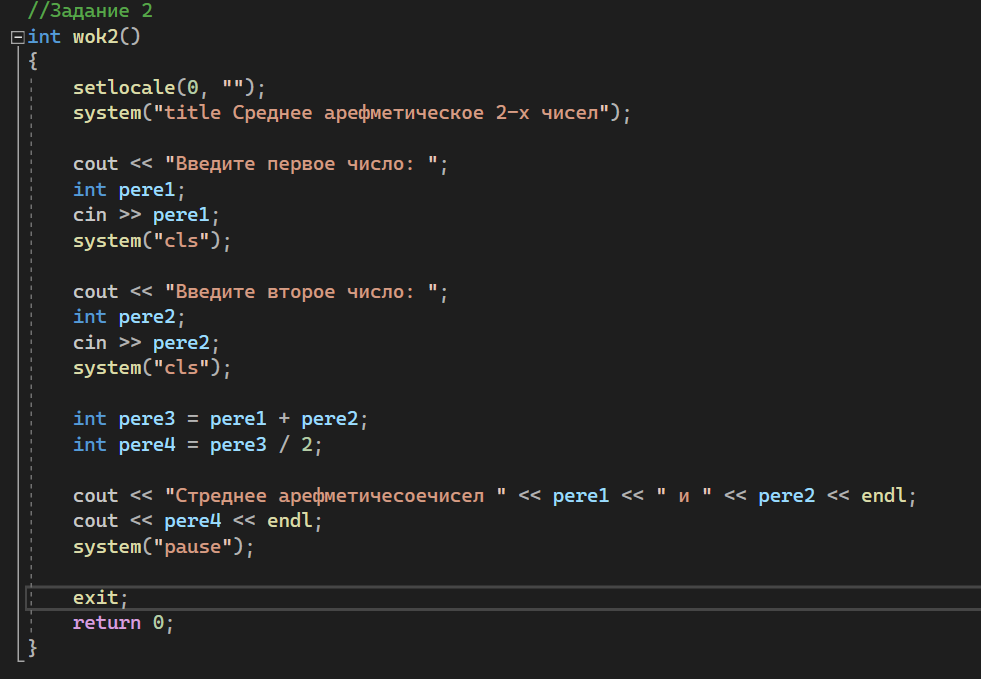 //Задание 2
int wok2()
{
setlocale(0, "");
system("title Среднее арефметическое 2-х чисел");
cout << "Введите первое число: ";
int pere1;
cin >> pere1;
system("cls");
cout << "Введите второе число: ";
int pere2;
cin >> pere2;
system("cls");
int pere3 = pere1 + pere2;
int pere4 = pere3 / 2;
cout << "Стреднее арефметичесоечисел " << pere1 << " и " << pere2 << endl;
cout << pere4 << endl;
system("pause");
exit;
return 0;
}